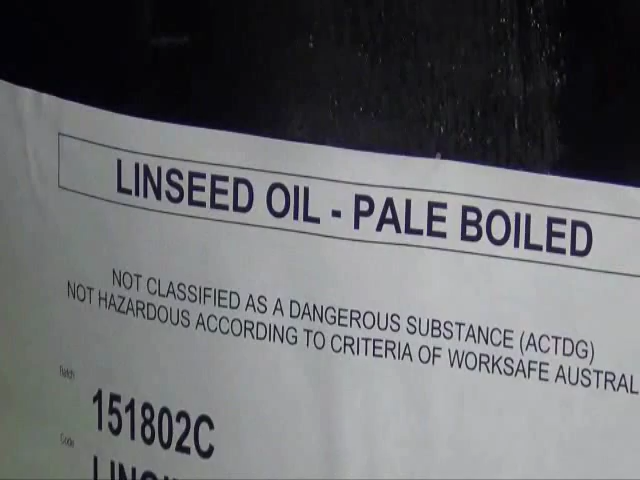 LINSEED OIL - PALE BOILED
NOT CLASSIFIED AS A DANGEROUS SUBSTANCE (ACTDG)
NOT HAZARDOUS ACCORDING TO CRITERIA OF WORKSAFE AUSTRAL
Batch
151802C
Code